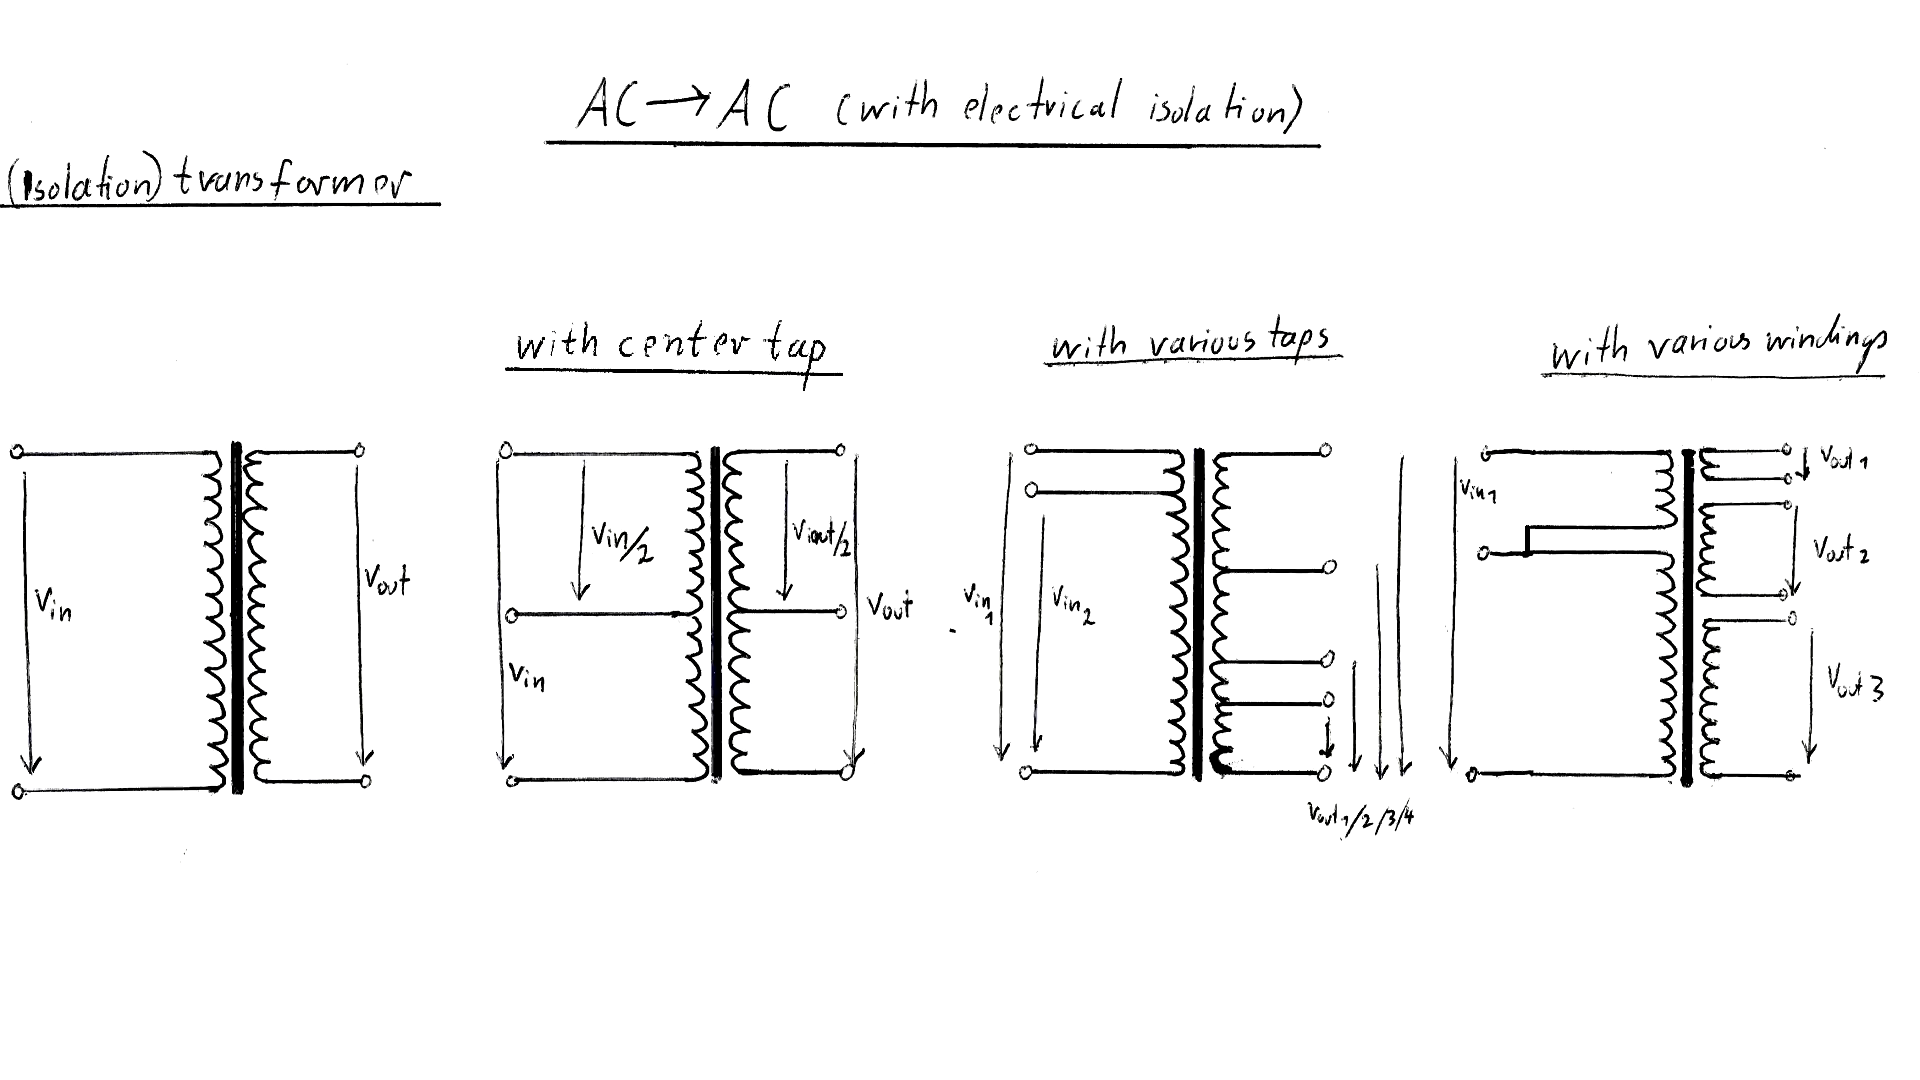 AC→AC (with electrical isolation)
(Isolation) transformer
with center tap
with various taps
with various windings
Vin
Vout
Vin/2
Vin
Viout/2
Vout
Vin1
Vin2
Vout1/2/3/4
Vin1
Vout1
Vout2
Vout3